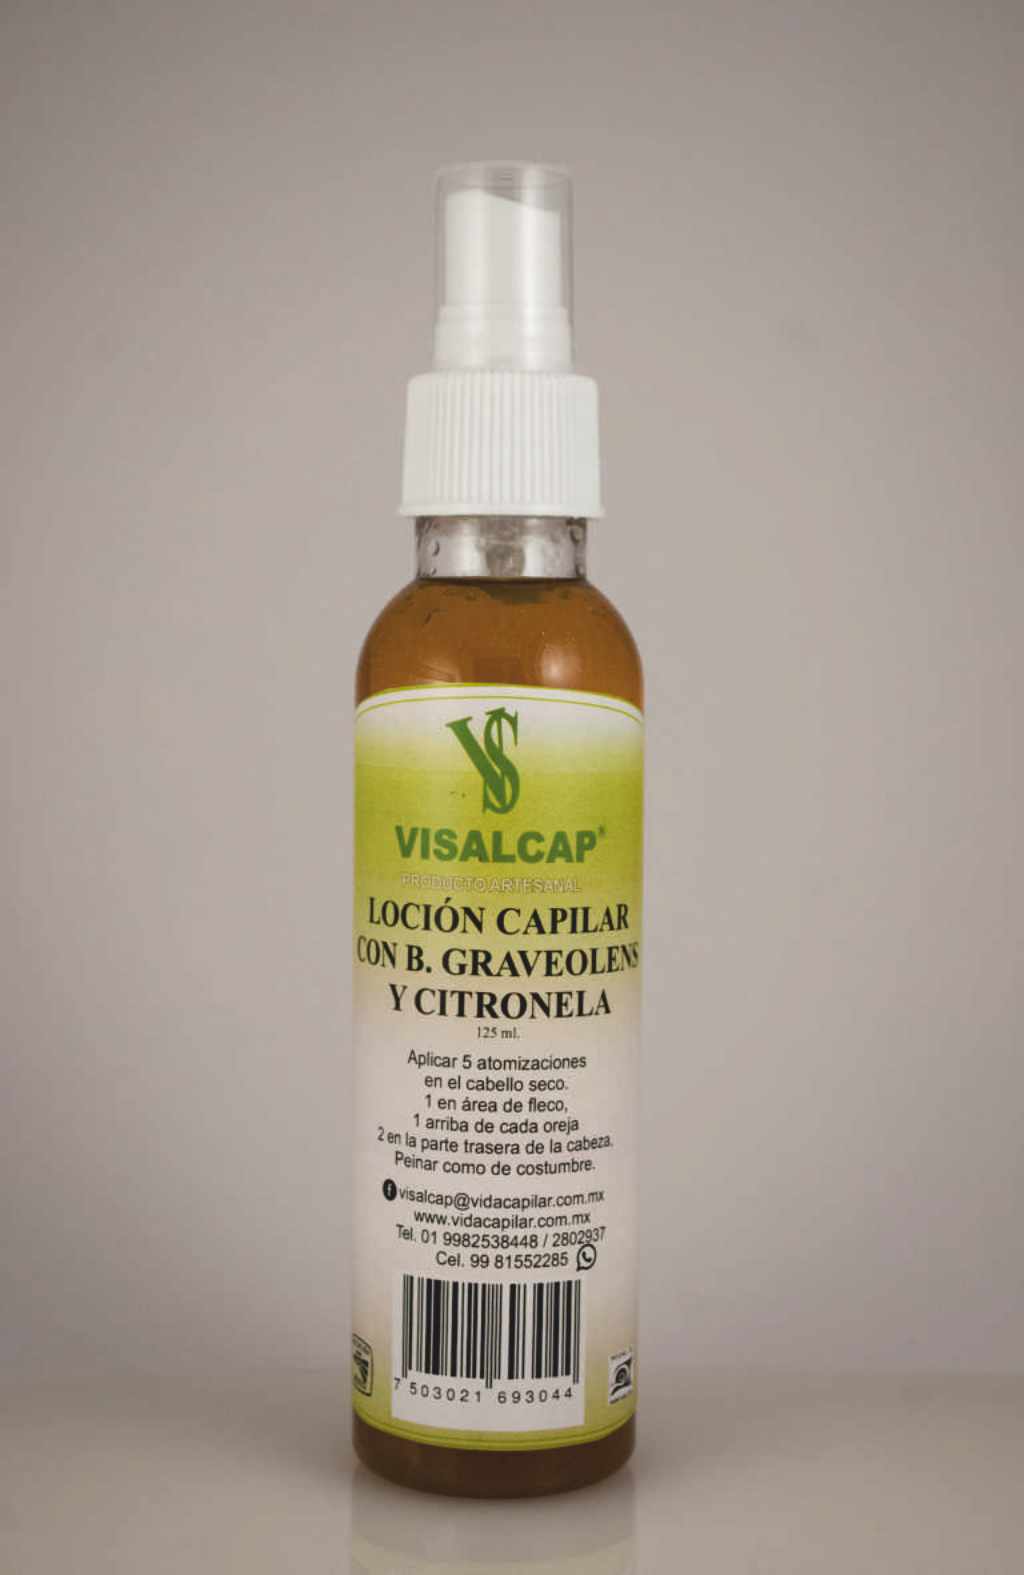 VS
VISALCAP®
PRODUCTO ARTESANAL
LOCIÓN CAPILAR
CON B. GRAVEOLENS
Y CITRONELA
125 ml.
Aplicar 5 atomizaciones
en el cabello seco.
1 en área de fleco,
1 arriba de cada oreja
2 en la parte trasera de la cabeza.
Peinar como de costumbre.
visalcap@vidacapilar.com.mx
www.vidacapilar.com.mx
Tel. 01 9982538448 / 2802937
Cel. 99 81552285
7 503021 693044